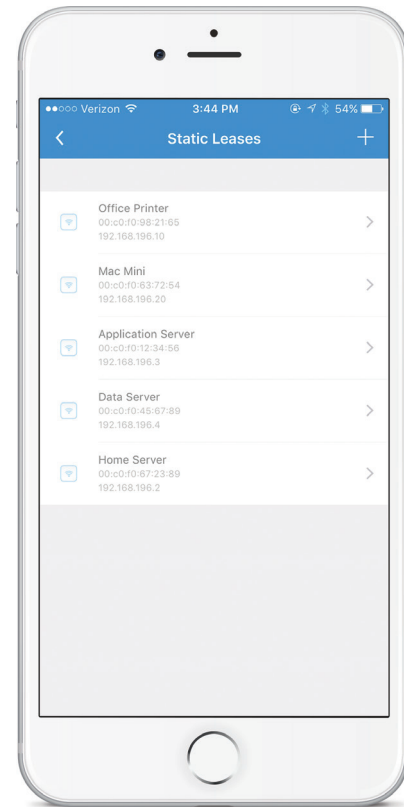 Verizon 3:44 PM 54%
Static Leases
Office Printer
00:c0:f0:98:21:65
192.168.196.10
Mac Mini
00:c0:f0:63:72:54
192.168.196.20
Application Server
00:c0:f0:12:34:56
192.168.196.3
Data Server
00:c0:f0:45:67:89
192.168.196.4
Home Server
00:c0:f0:67:23:89
192.168.196.2